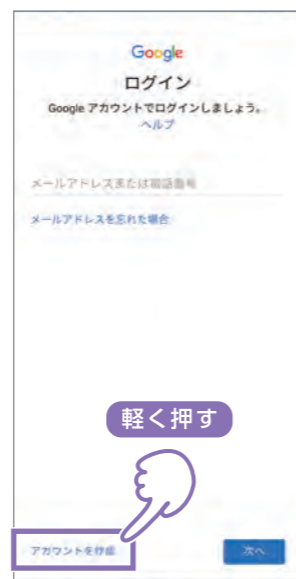 Google
ログイン
Google アカウントでログインしましょう。
ヘルプ
メールアドレスまたは電話番号
メールアドレスを忘れた場合
軽く押す
アカウントを作成
次へ